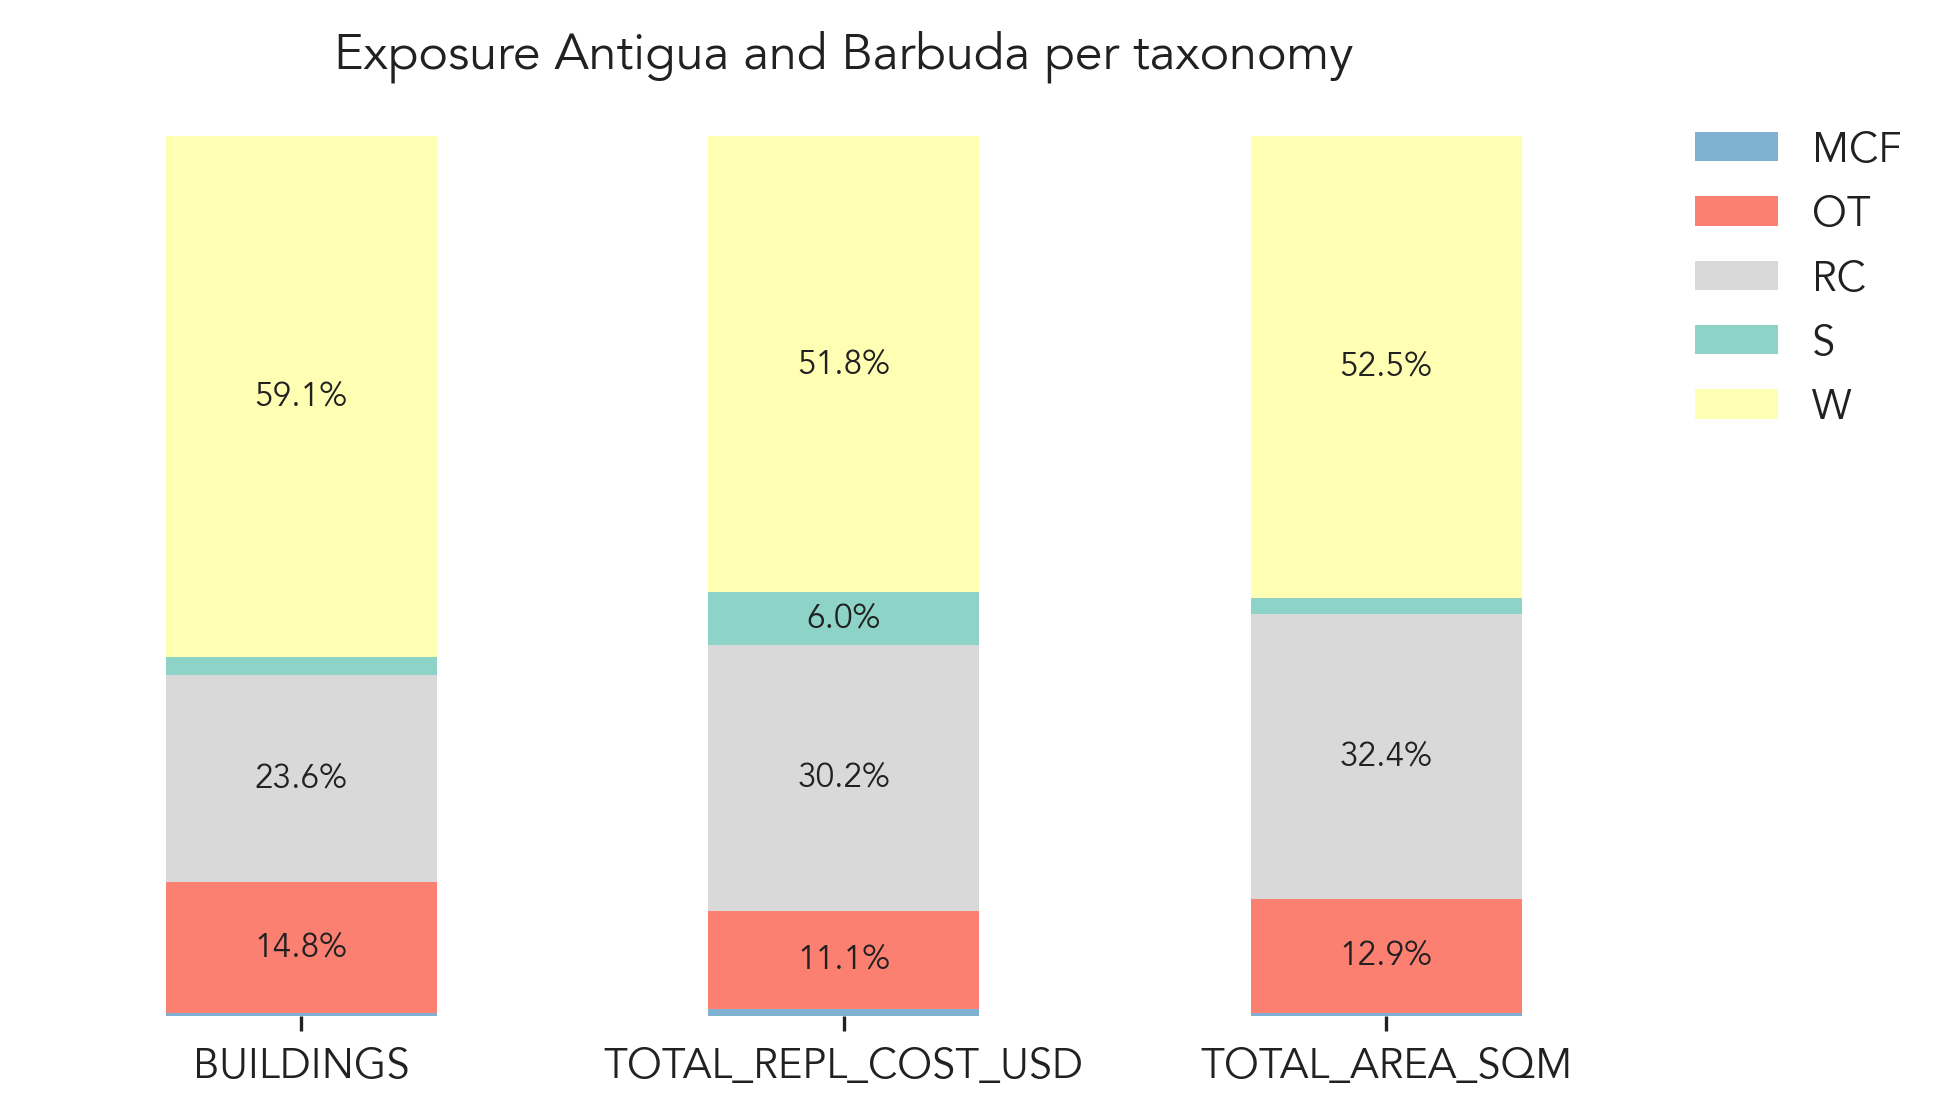 Exposure Antigua and Barbuda per taxonomy
MCF
OT
RC
S
W
59.1%
23.6%
14.8%
51.8%
6.0%
30.2%
11.1%
52.5%
32.4%
12.9%
BUILDINGS
TOTAL_REPL_COST_USD
TOTAL_AREA_SQM